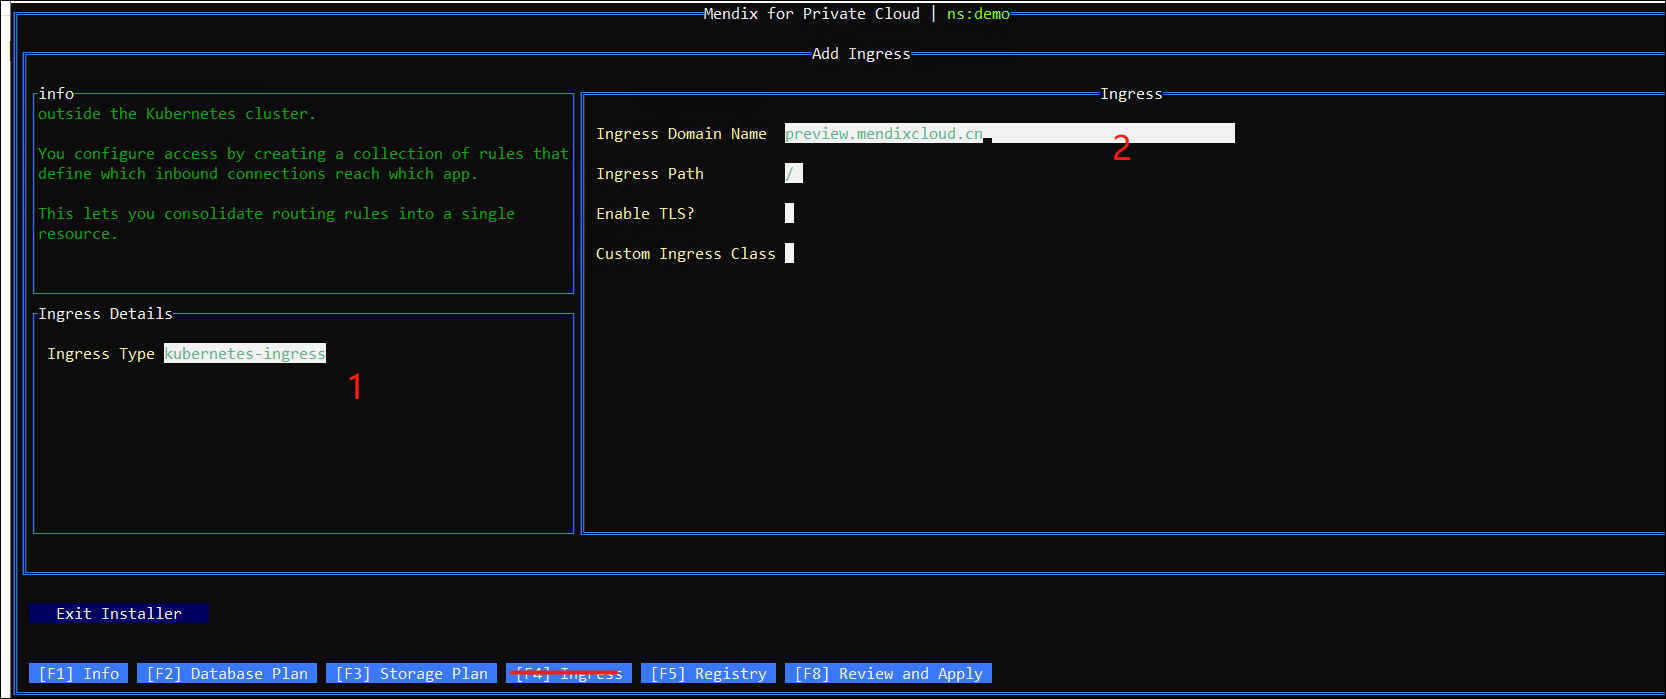 Mendix for Private Cloud | ns:demo
Add Ingress
info
outside the Kubernetes cluster.
You configure access by creating a collection of rules that
define which inbound connections reach which app.
This lets you consolidate routing rules into a single
resource.
Ingress Details
Ingress Type kubernetes-ingress
1
Ingress
Ingress Domain Name preview.mendixcloud.cn
2
Ingress Path /
Enable TLS?
Custom Ingress Class
Exit Installer
[F1] Info [F2] Database Plan [F3] Storage Plan [F4] Ingress [F5] Registry [F8] Review and Apply